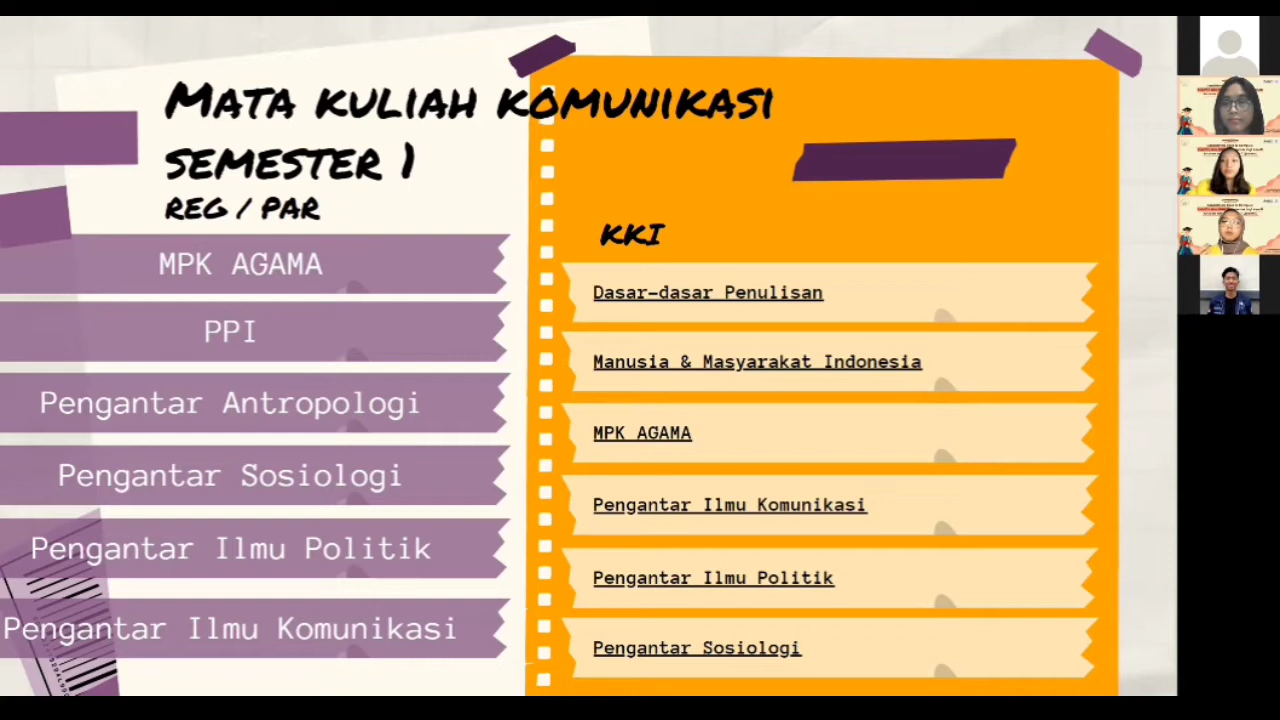 Mata kuliah komunikasi
semester 1
REG / PAR
MPK AGAMA
PPI
Pengantar Antropologi
Pengantar Sosiologi
Pengantar Ilmu Politik
Pengantar Ilmu Komunikasi
KKI
Dasar-dasar Penulisan
Manusia & Masyarakat Indonesia
MPK AGAMA
Pengantar Ilmu Komunikasi
Pengantar Ilmu Politik
Pengantar Sosiologi